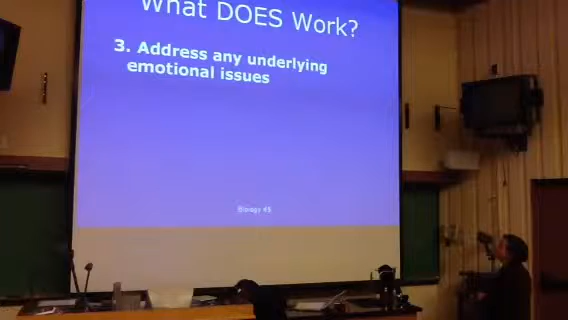 What DOES Work?
3. Address any underlying
emotional issues
Biology 45